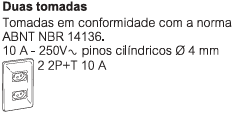 Duas tomadas
Tomadas em conformidade com a norma
ABNT NBR 14136.
10 A - 250V∿ pinos cilíndricos Ø 4 mm
2 2P+T 10 A